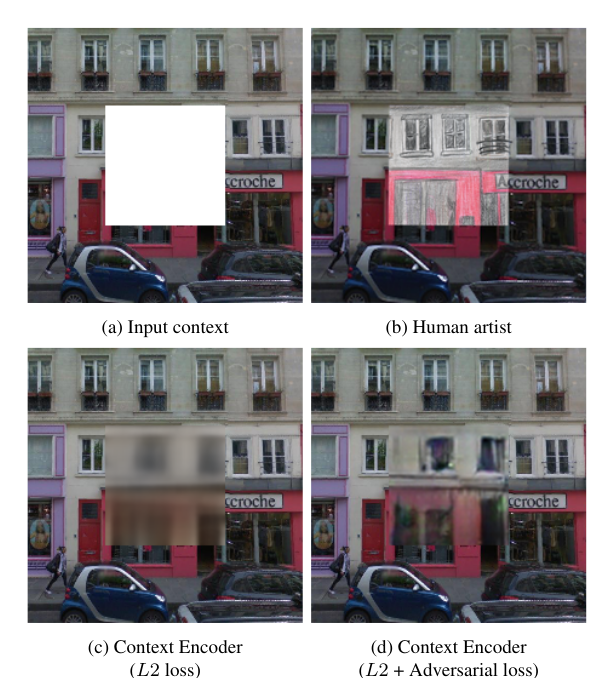 ccroche
Accroche
(a) Input context
(b) Human artist
ccroche
ccroche
(c) Context Encoder
(L2 loss)
(d) Context Encoder
(L2 + Adversarial loss)